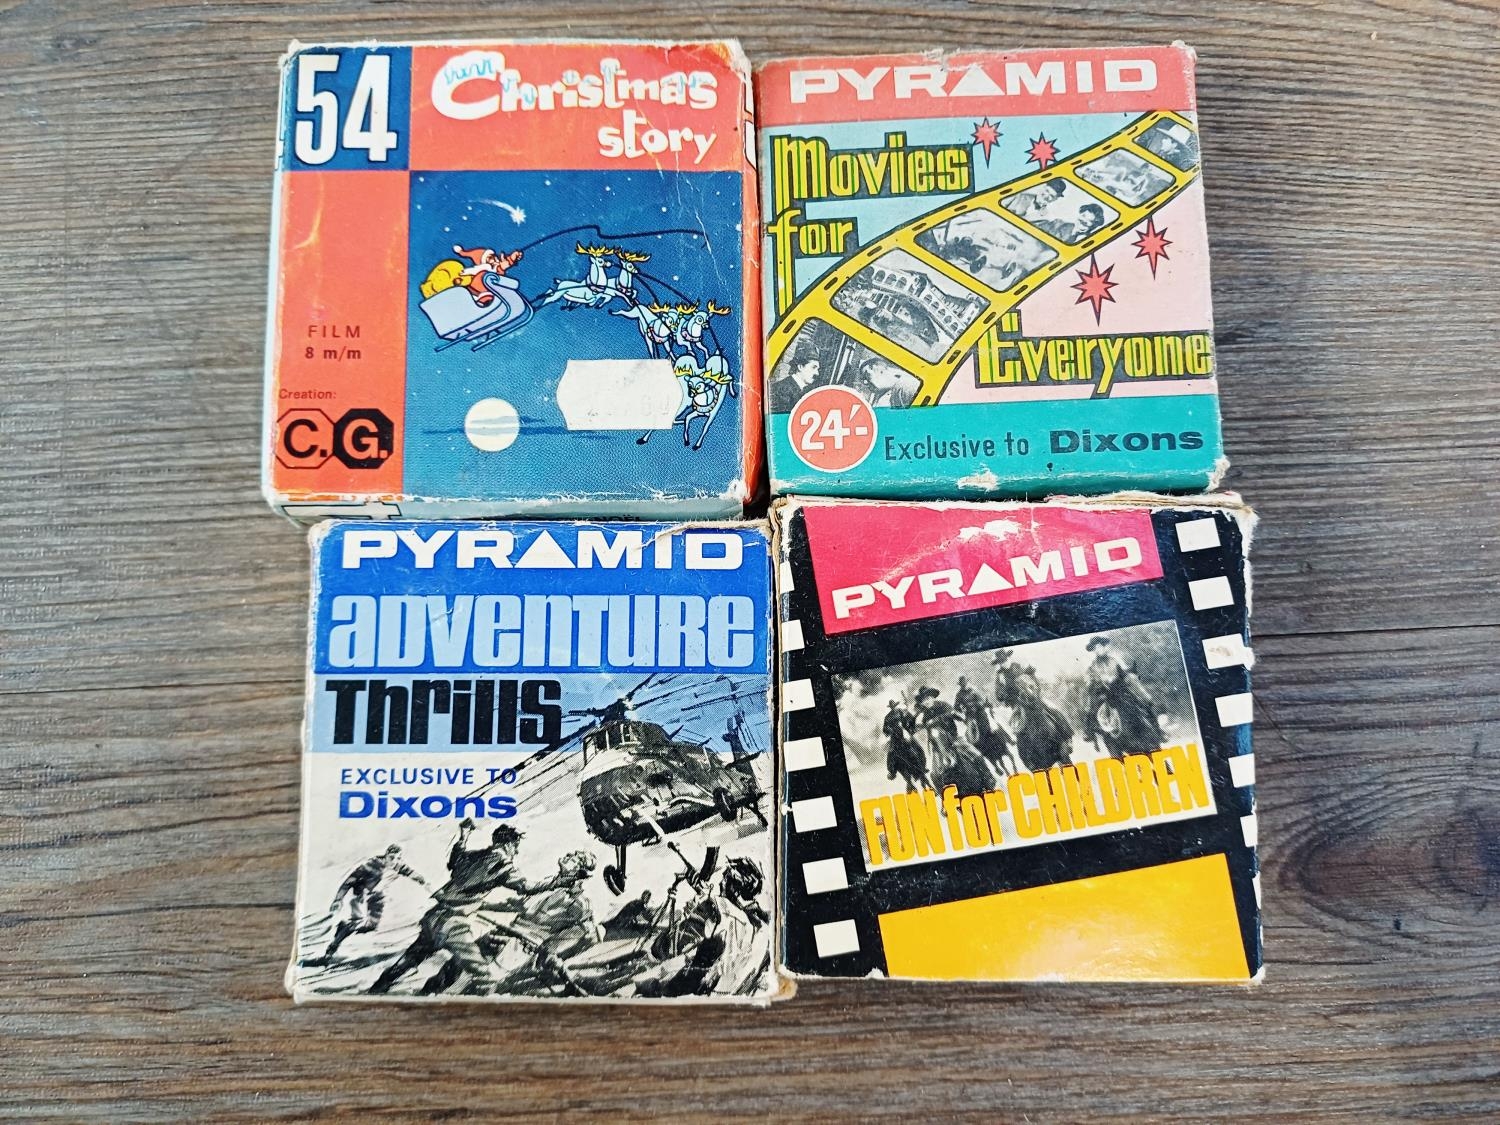 54
Christmas
story
FILM
8 m/m
Creation:
C.G.
PYRAMID
Movies
for
Everyone
24/-
Exclusive to Dixons
PYRAMID
ADVENTURE
Thrills
EXCLUSIVE TO
Dixons
PYRAMID
FUN for CHILDREN